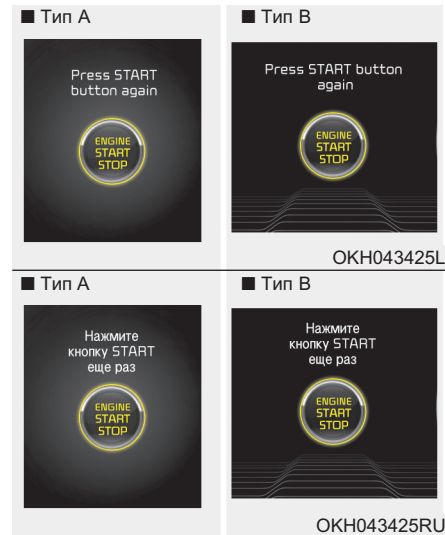 ■ Тип А
■ Тип В
Press START
button again
ENGINE
START
STOP
Press START button
again
ENGINE
START
STOP
OKH043425L
■ Тип А
■ Тип В
Нажмите
кнопку START
еще раз
ENGINE
START
STOP
Нажмите
кнопку START
еще раз
ENGINE
START
STOP
OKH043425RU